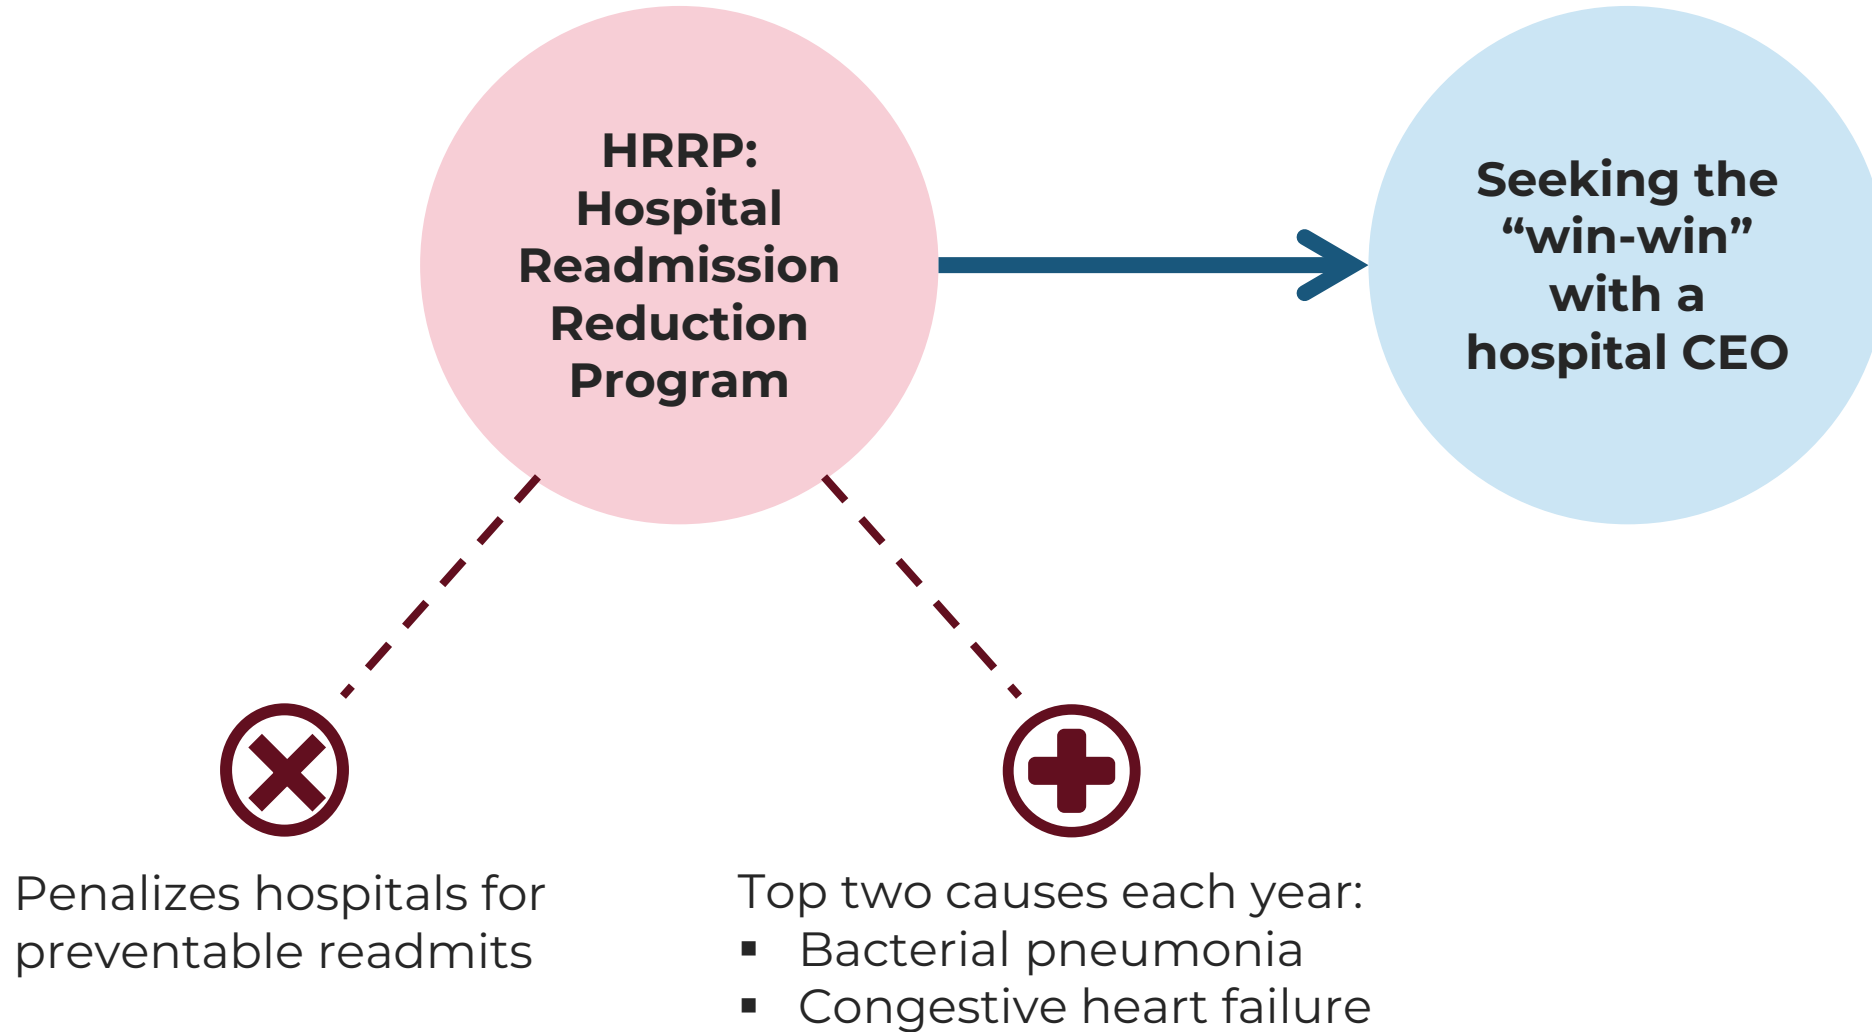 HRRP:
Hospital
Readmission
Reduction
Program
Seeking the
“win-win”
with a
hospital CEO
Penalizes hospitals for
preventable readmits
Top two causes each year:
▪ Bacterial pneumonia
▪ Congestive heart failure